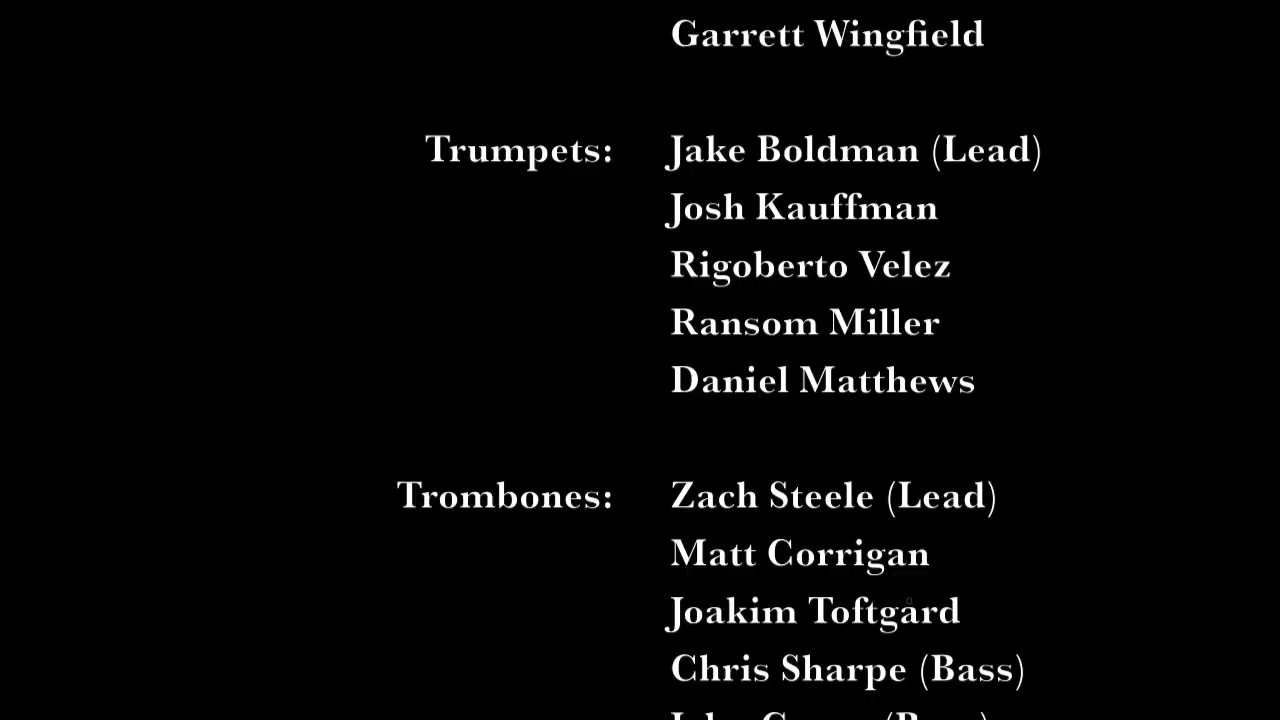 Garrett Wingfield
Trumpets: Jake Boldman (Lead)
Josh Kauffman
Rigoberto Velez
Ransom Miller
Daniel Matthews
Trombones: Zach Steele (Lead)
Matt Corrigan
Joakim Toftgård
Chris Sharpe (Bass)